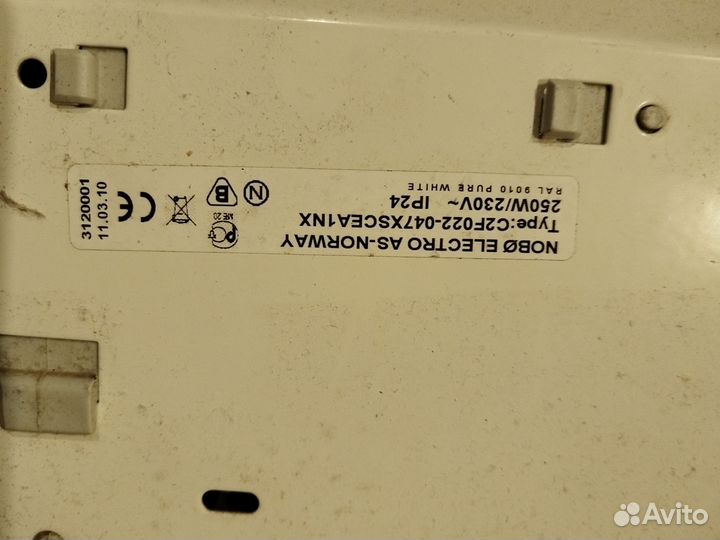 NOBØ ELECTRO AS-NORWAY
Type:C2F022-047XSCEA1NX
250W/230V~ IP24
RAL 9010 PURE WHITE
N
B
PC
ME 20
CE
3120001
11.03.10
Avito